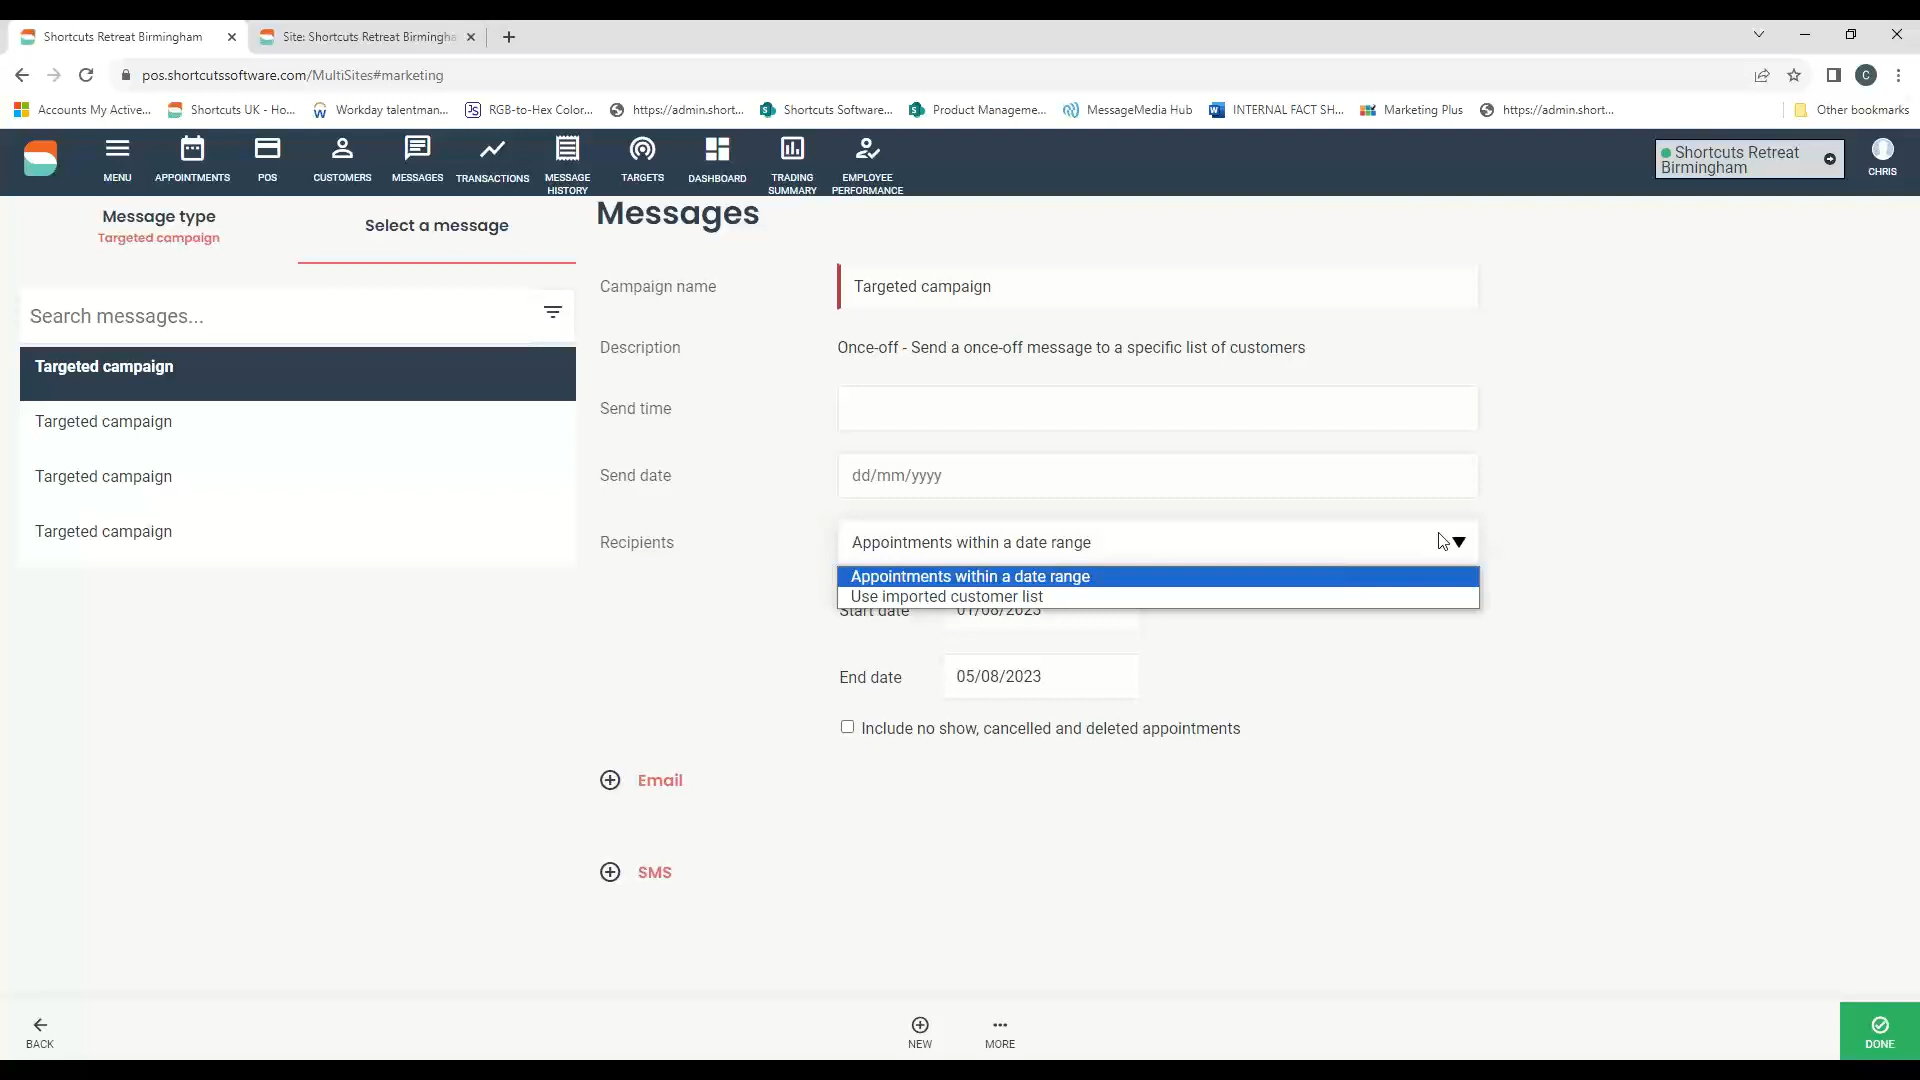 Shortcuts Retreat Birmingham
Site: Shortcuts Retreat Birmingha
pos.shortcutssoftware.com/MultiSites#marketing
C
Accounts My Active...
Shortcuts UK - Ho...
Workday talentman...
JS
RGB-to-Hex Color...
https://admin.short...
Shortcuts Software...
Product Manageme...
MessageMedia Hub
INTERNAL FACT SH...
Marketing Plus
https://admin.short...
Other bookmarks
MENU
APPOINTMENTS
POS
CUSTOMERS
MESSAGES
TRANSACTIONS
MESSAGE
HISTORY
TARGETS
DASHBOARD
TRADING
SUMMARY
EMPLOYEE
PERFORMANCE
Shortcuts Retreat
Birmingham
CHRIS
Message type
Targeted campaign
Select a message
Search messages...
Targeted campaign
Targeted campaign
Targeted campaign
Targeted campaign
Messages
Campaign name
Targeted campaign
Description
Once-off - Send a once-off message to a specific list of customers
Send time
Send date
dd/mm/yyyy
Recipients
Appointments within a date range
Appointments within a date range
Use imported customer list
Start date
01/08/2023
End date
05/08/2023
Include no show, cancelled and deleted appointments
Email
SMS
BACK
NEW
MORE
DONE